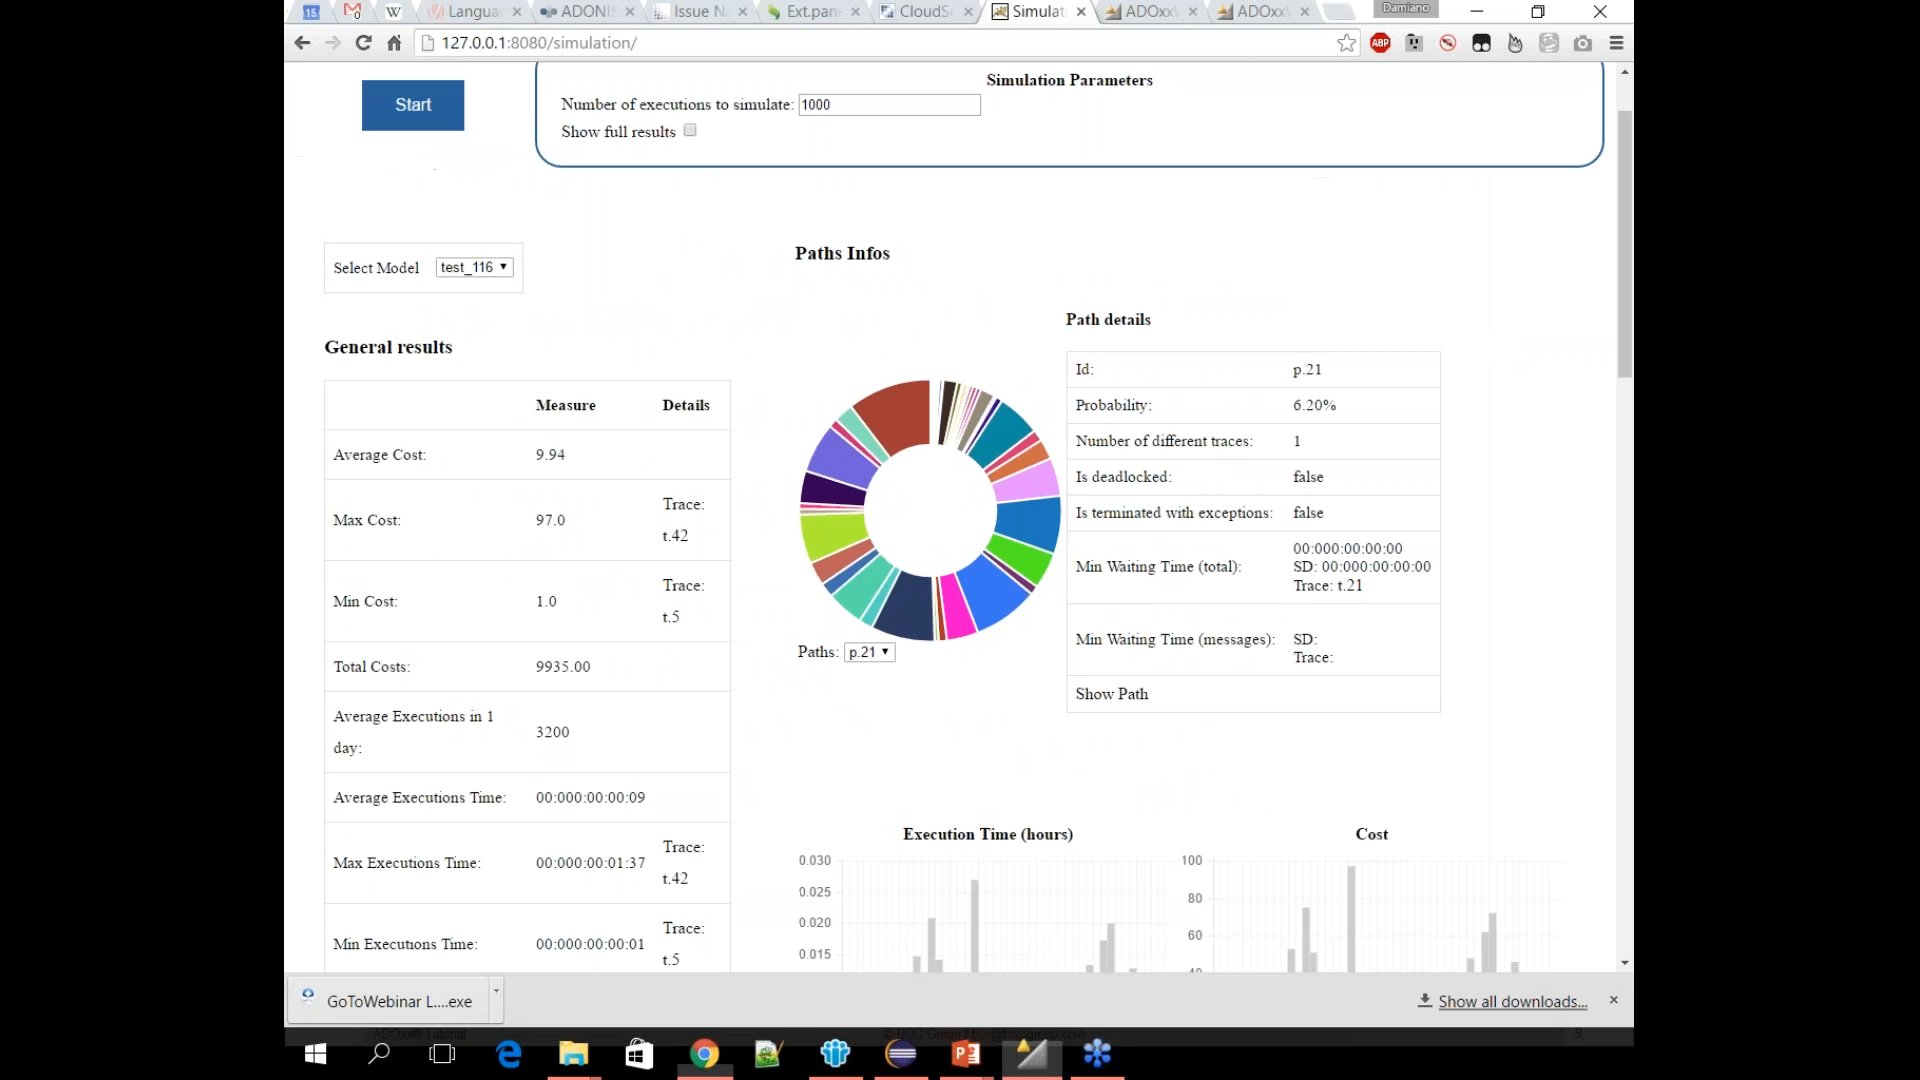 15 0 W Langua × ADONI × Issue N × Ext.pan × CloudS × Simulat × ADOxx × ADOxx × Damiano
127.0.0.1:8080/simulation/ ABP
Start
Simulation Parameters
Number of executions to simulate: 1000
Show full results
Select Model test_116
Paths Infos
General results
Measure Details
Average Cost: 9.94
Max Cost: 97.0 Trace:
t.42
Min Cost: 1.0 Trace:
t.5
Total Costs: 9935.00
Average Executions in 1
day: 3200
Average Executions Time: 00:000:00:00:09
Max Executions Time: 00:000:00:01:37 Trace:
t.42
Min Executions Time: 00:000:00:00:01 Trace:
t.5
Paths: p.21
Path details
Id: p.21
Probability: 6.20%
Number of different traces: 1
Is deadlocked: false
Is terminated with exceptions: false
Min Waiting Time (total): 00:000:00:00:00
SD: 00:000:00:00:00
Trace: t.21
Min Waiting Time (messages): SD:
Trace:
Show Path
Execution Time (hours)
0.030
0.025
0.020
0.015
Cost
100
80
60
40
GoToWebinar L....exe
Show all downloads... ×